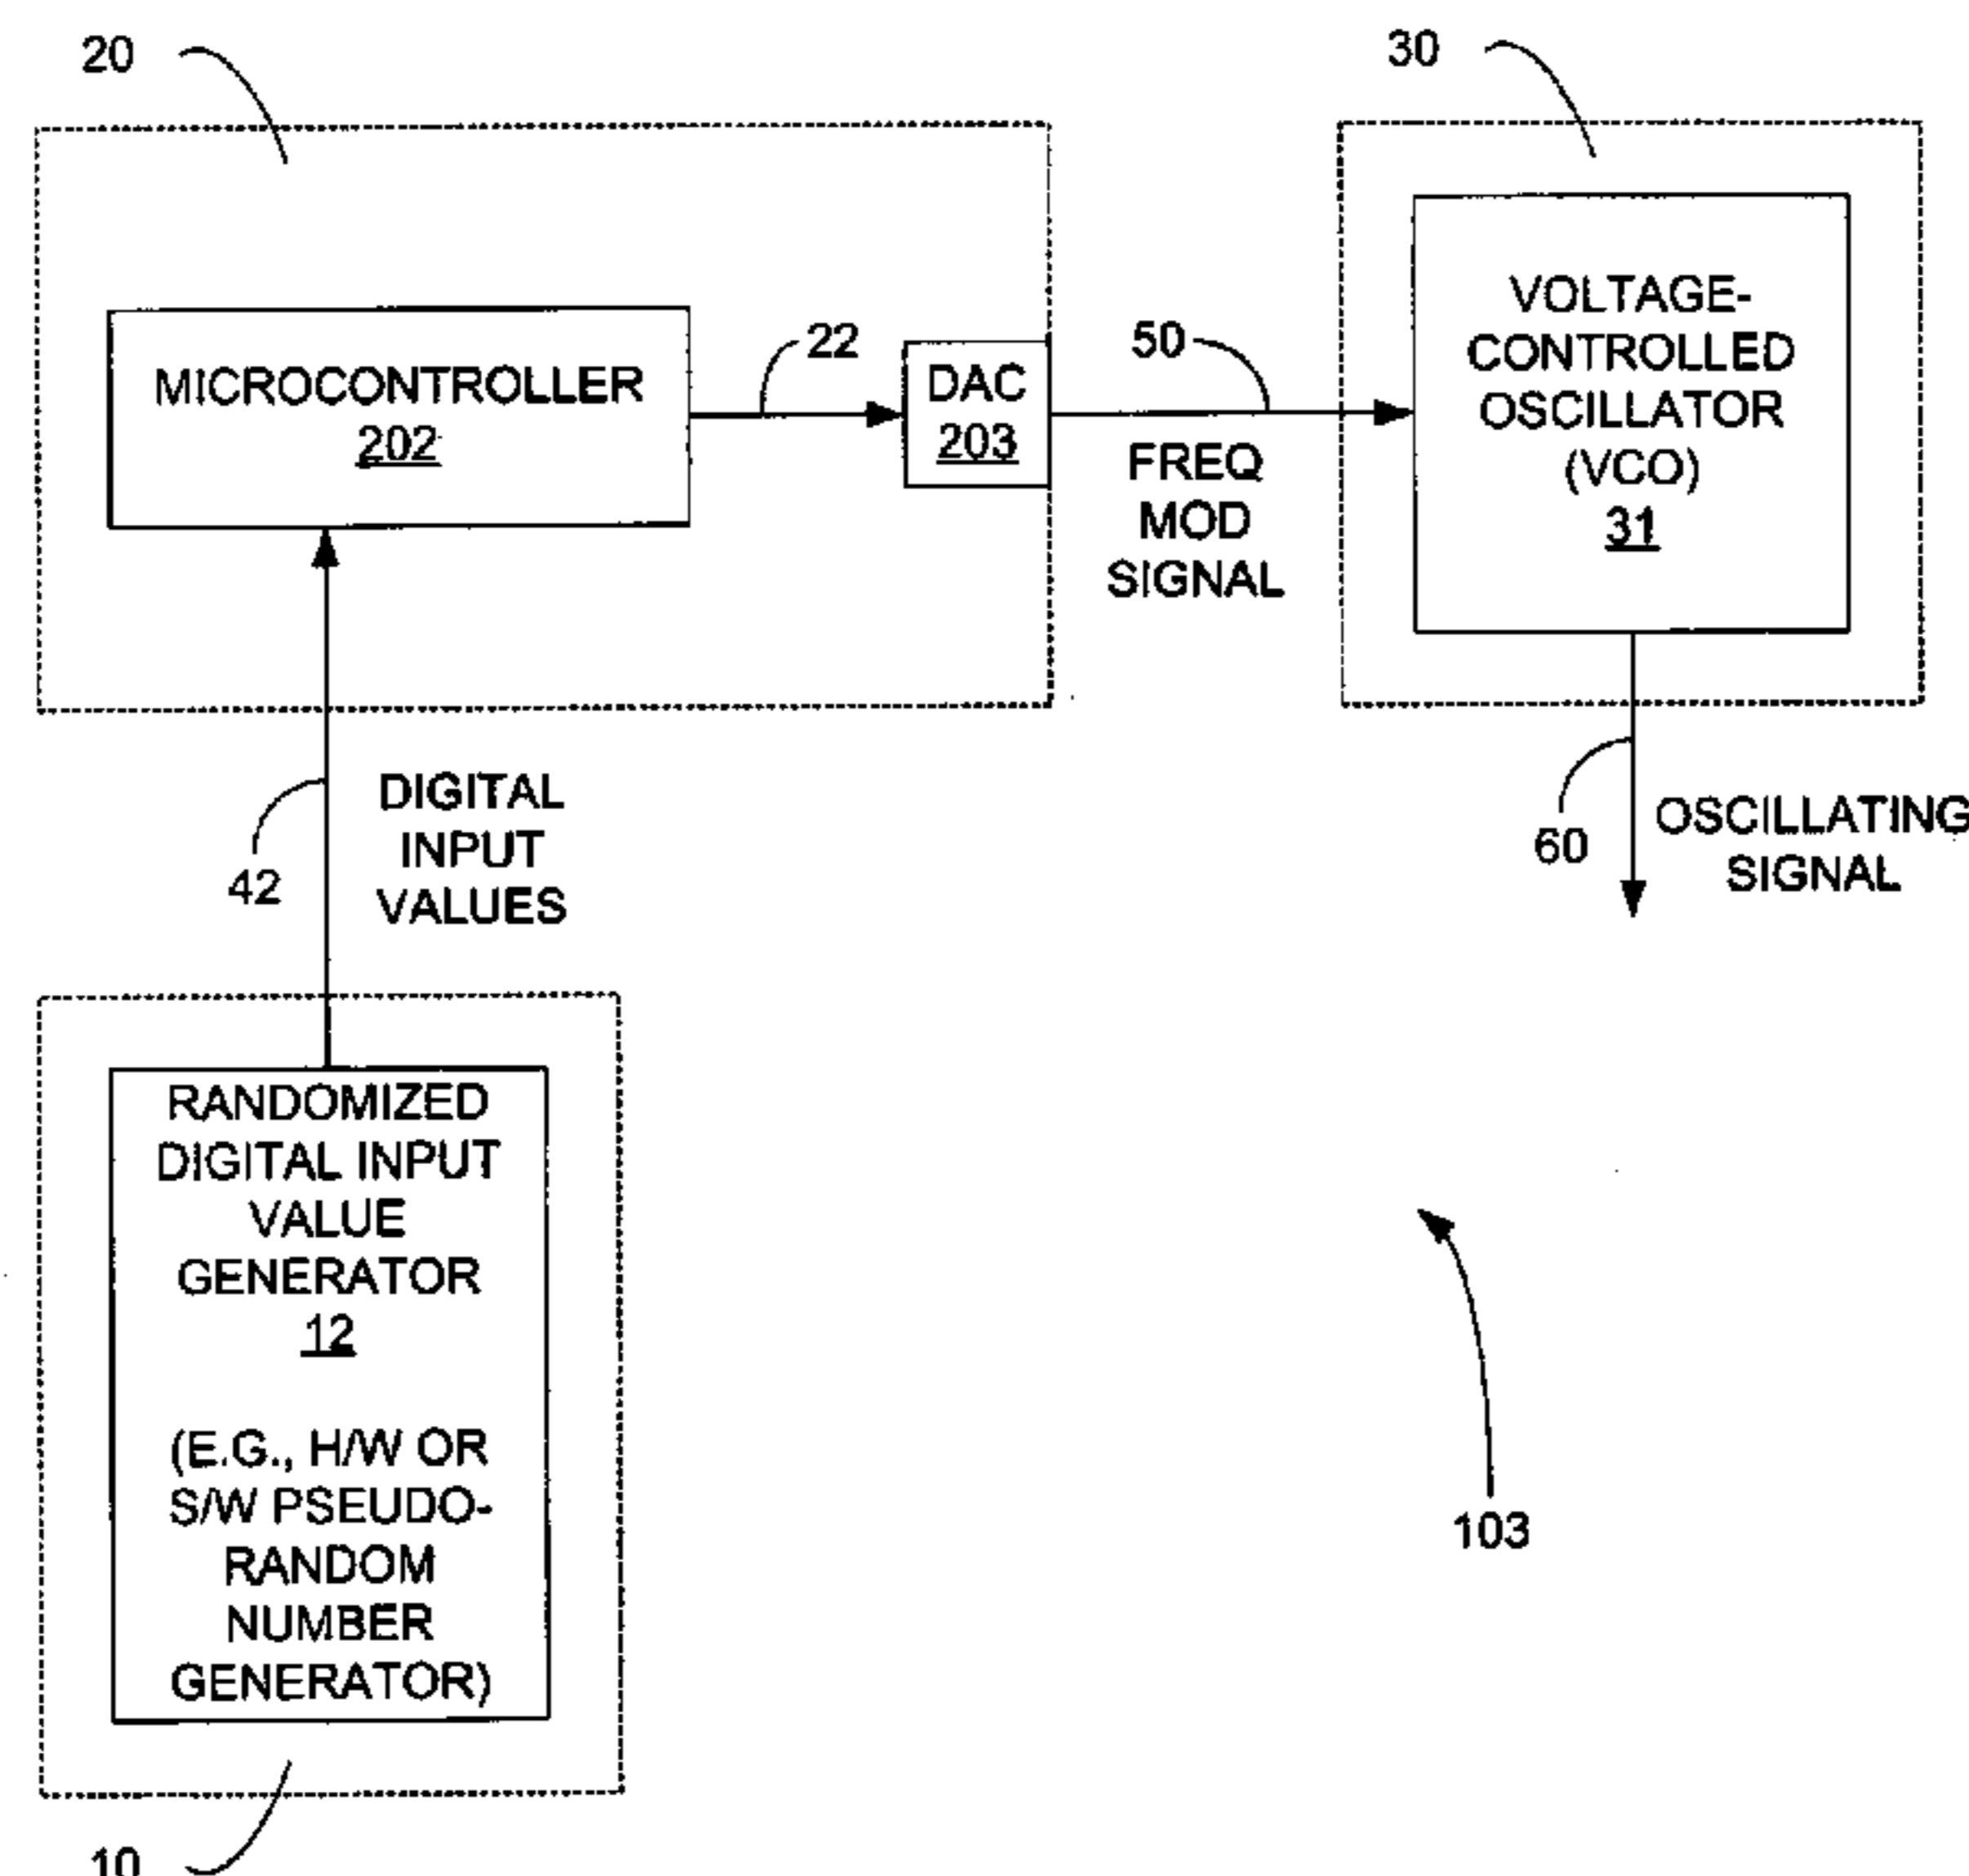 20
30
MICROCONTROLLER
202
22
DAC
203
50
FREQ
MOD
SIGNAL
VOLTAGE-
CONTROLLED
OSCILLATOR
(VCO)
31
42
DIGITAL
INPUT
VALUES
60
OSCILLATING
SIGNAL
RANDOMIZED
DIGITAL INPUT
VALUE
GENERATOR
12
(E.G., H/W OR
S/W PSEUDO-
RANDOM
NUMBER
GENERATOR)
103
10